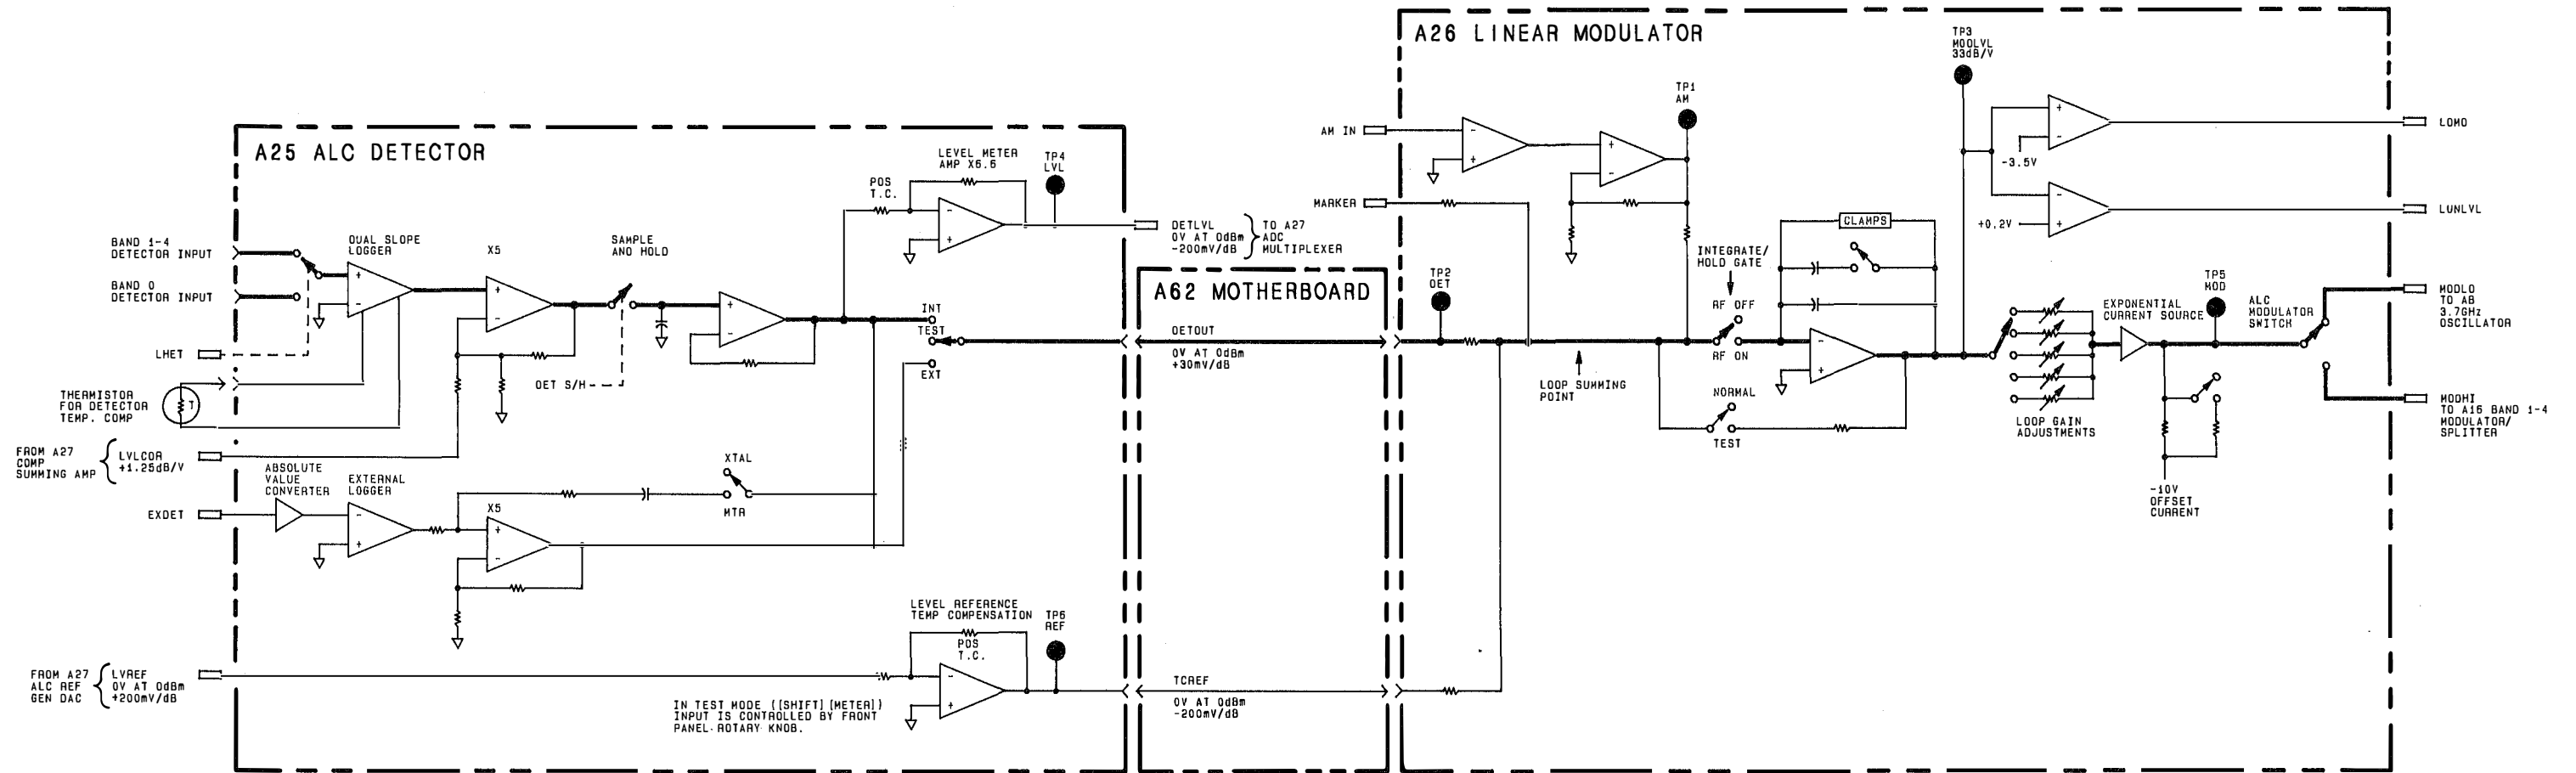 A25 ALC DETECTOR
BAND 1-4
DETECTOR INPUT
BAND 0
DETECTOR INPUT
LHET
THERMISTOR
FOR DETECTOR
TEMP. COMP
T
FROM A27
COMP
SUMMING AMP
LVLCOR
+1.25dB/V
EXDET
FROM A27
ALC REF
GEN DAC
LVREF
0V AT 0dBm
+200mV/dB
DUAL SLOPE
LOGGER
+
-
X5
+
-
SAMPLE
AND HOLD
DET S/H
+
-
POS
T.C.
LEVEL METER
AMP X6.6
-
+
TP4
LVL
INT
TEST
EXT
ABSOLUTE
VALUE
CONVERTER
EXTERNAL
LOGGER
-
+
X5
+
-
XTAL
MTR
LEVEL REFERENCE
TEMP COMPENSATION
POS
T.C.
-
+
TP6
REF
IN TEST MODE ([SHIFT] [METER])
INPUT IS CONTROLLED BY FRONT
PANEL ROTARY KNOB.
DETLVL
0V AT 0dBm
-200mV/dB
TO A27
ADC
MULTIPLEXER
A62 MOTHERBOARD
DETOUT
0V AT 0dBm
+30mV/dB
TCREF
0V AT 0dBm
-200mV/dB
A26 LINEAR MODULATOR
AM IN
MARKER
-
+
+
-
TP1
AM
TP2
DET
LOOP SUMMING
POINT
INTEGRATE/
HOLD GATE
RF OFF
RF ON
NORMAL
TEST
CLAMPS
-
+
TP3
MODLVL
33dB/V
+
-
-3.5V
-
+
+0.2V
LOMO
LUNLVL
LOOP GAIN
ADJUSTMENTS
EXPONENTIAL
CURRENT SOURCE
TP5
MOD
ALC
MODULATOR
SWITCH
-10V
OFFSET
CURRENT
MODLO
TO A8
3.7GHz
OSCILLATOR
MODHI
TO A16 BAND 1-4
MODULATOR/
SPLITTER